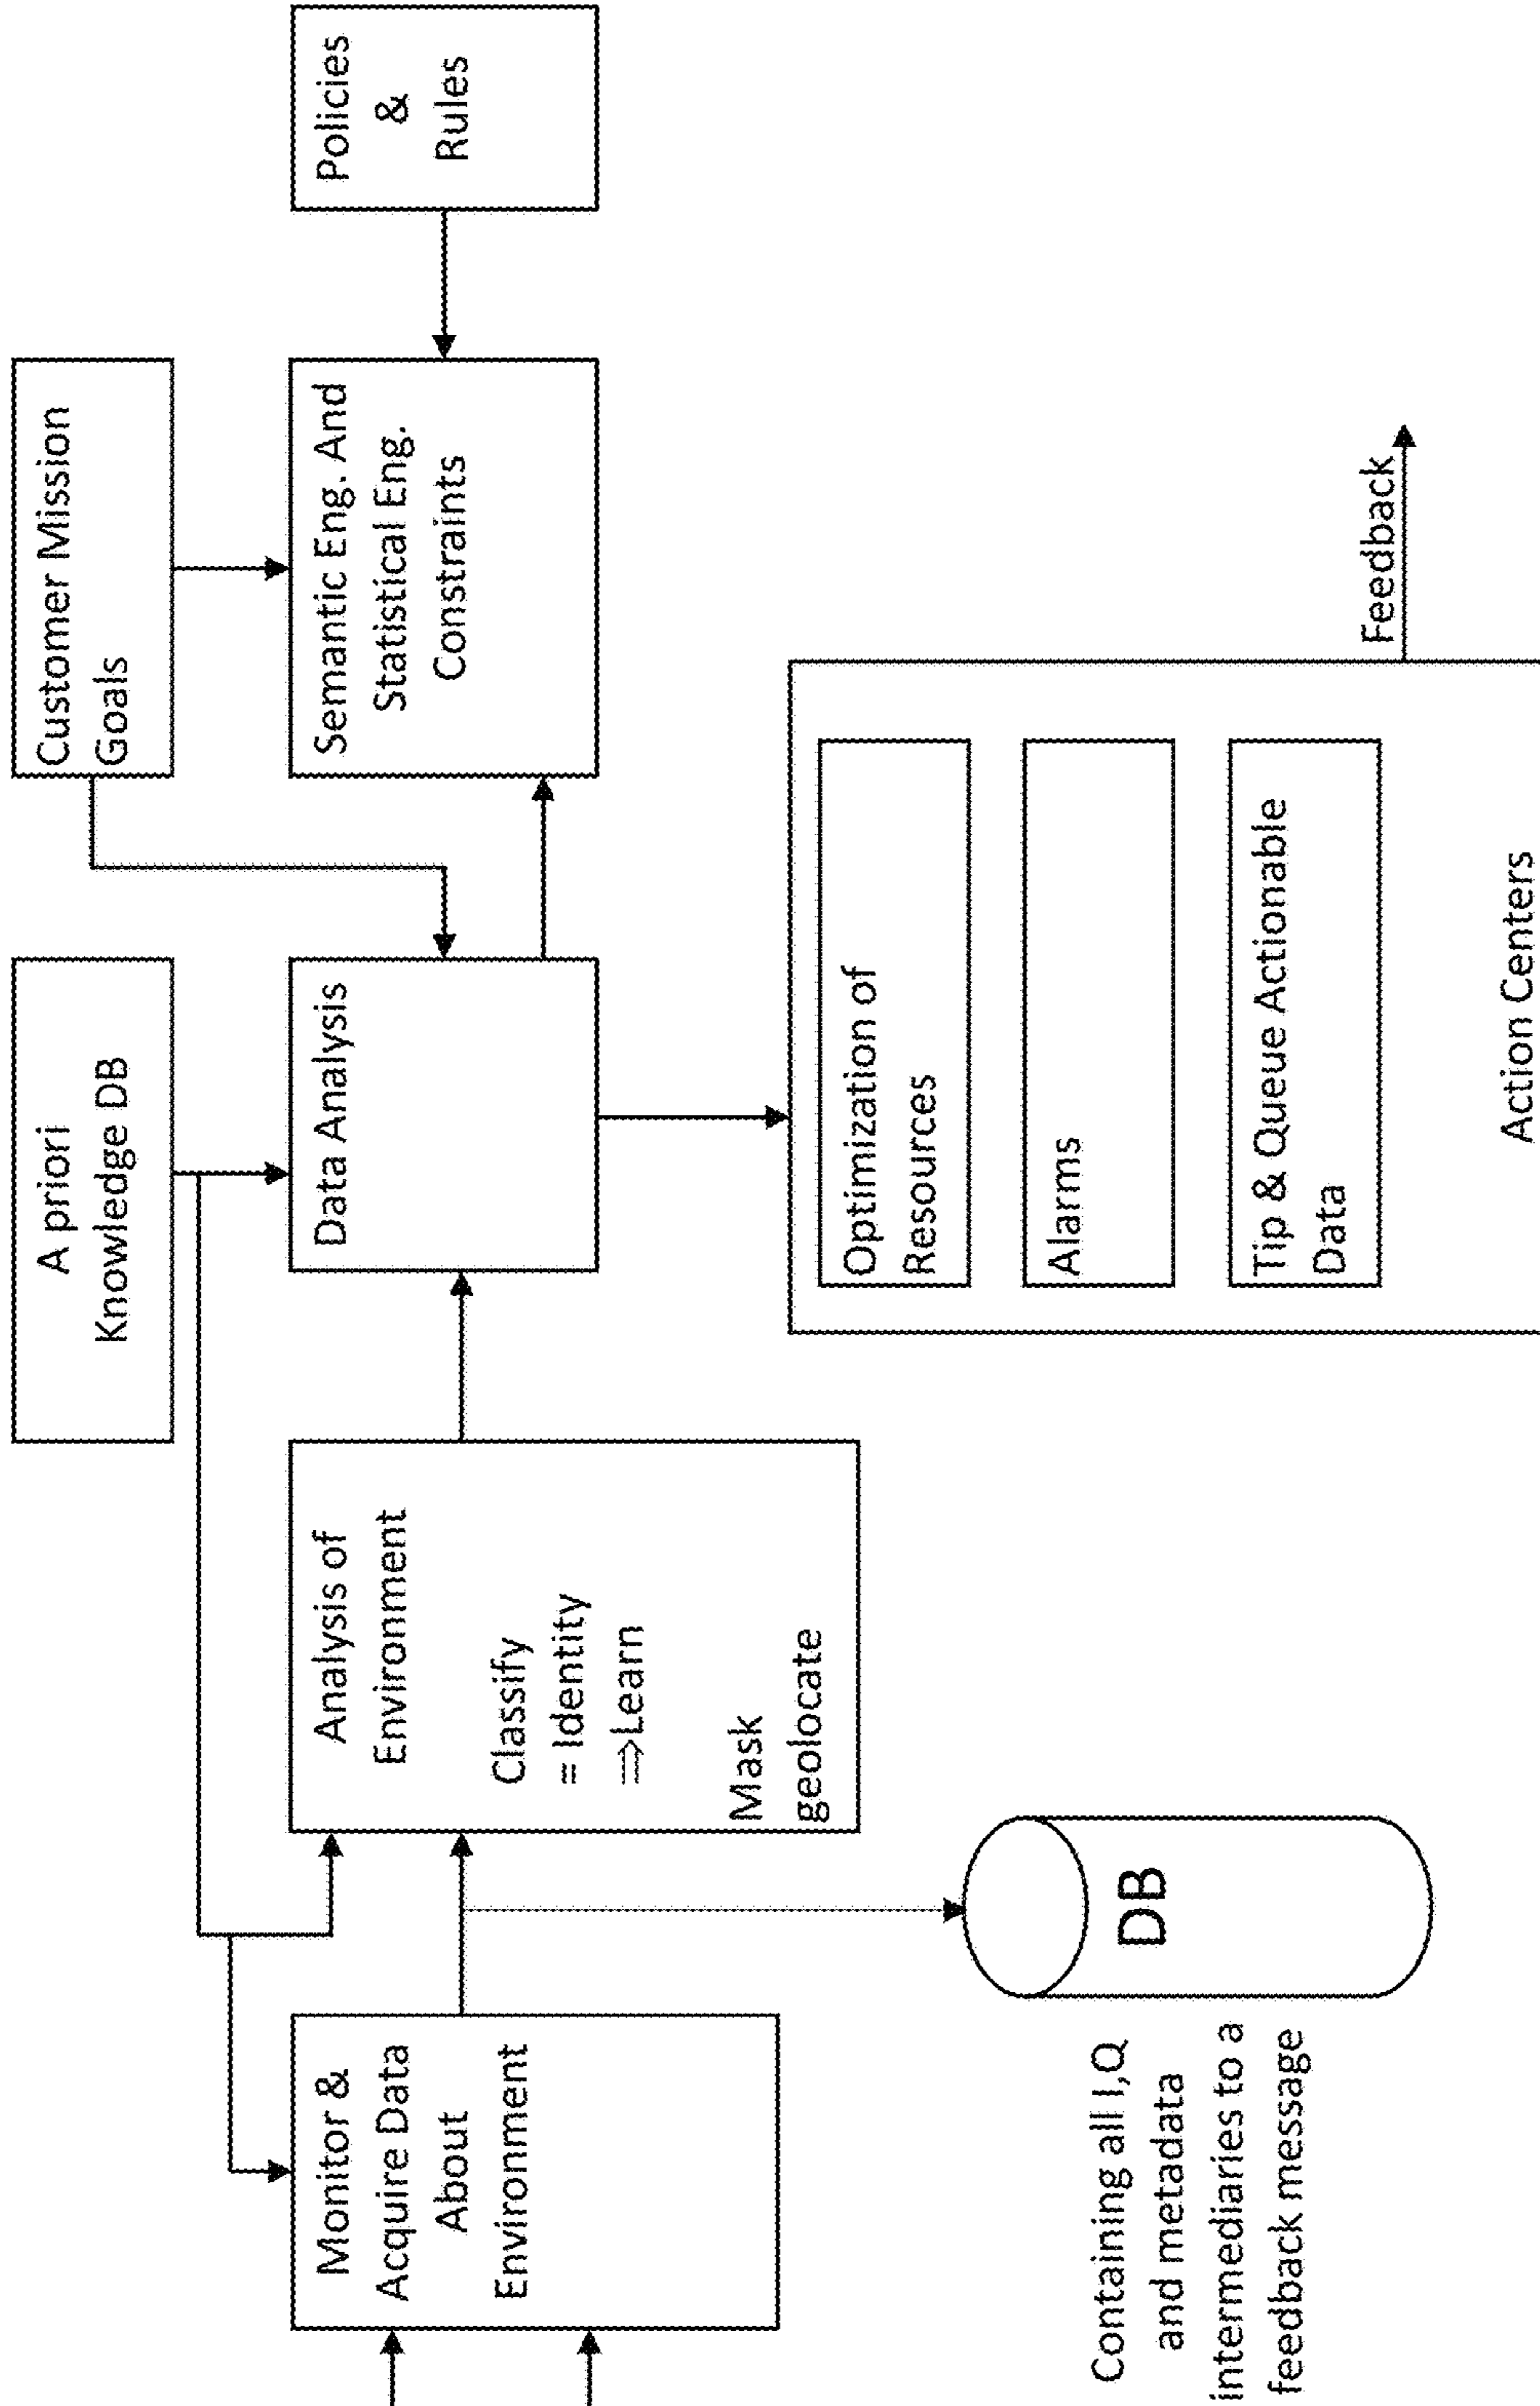 A priori
Knowledge DB
Customer Mission
Goals
Monitor &
Acquire Data
About
Environment
Analysis of
Environment
Classify
= Identity
⇒Learn
Mask
geolocate
Data Analysis
Semantic Eng. And
Statistical Eng.
Constraints
Policies
&
Rules
Containing all I,Q
and metadata
intermediaries to a
feedback message
DB
Optimization of
Resources
Alarms
Tip & Queue Actionable
Data
Action Centers
Feedback